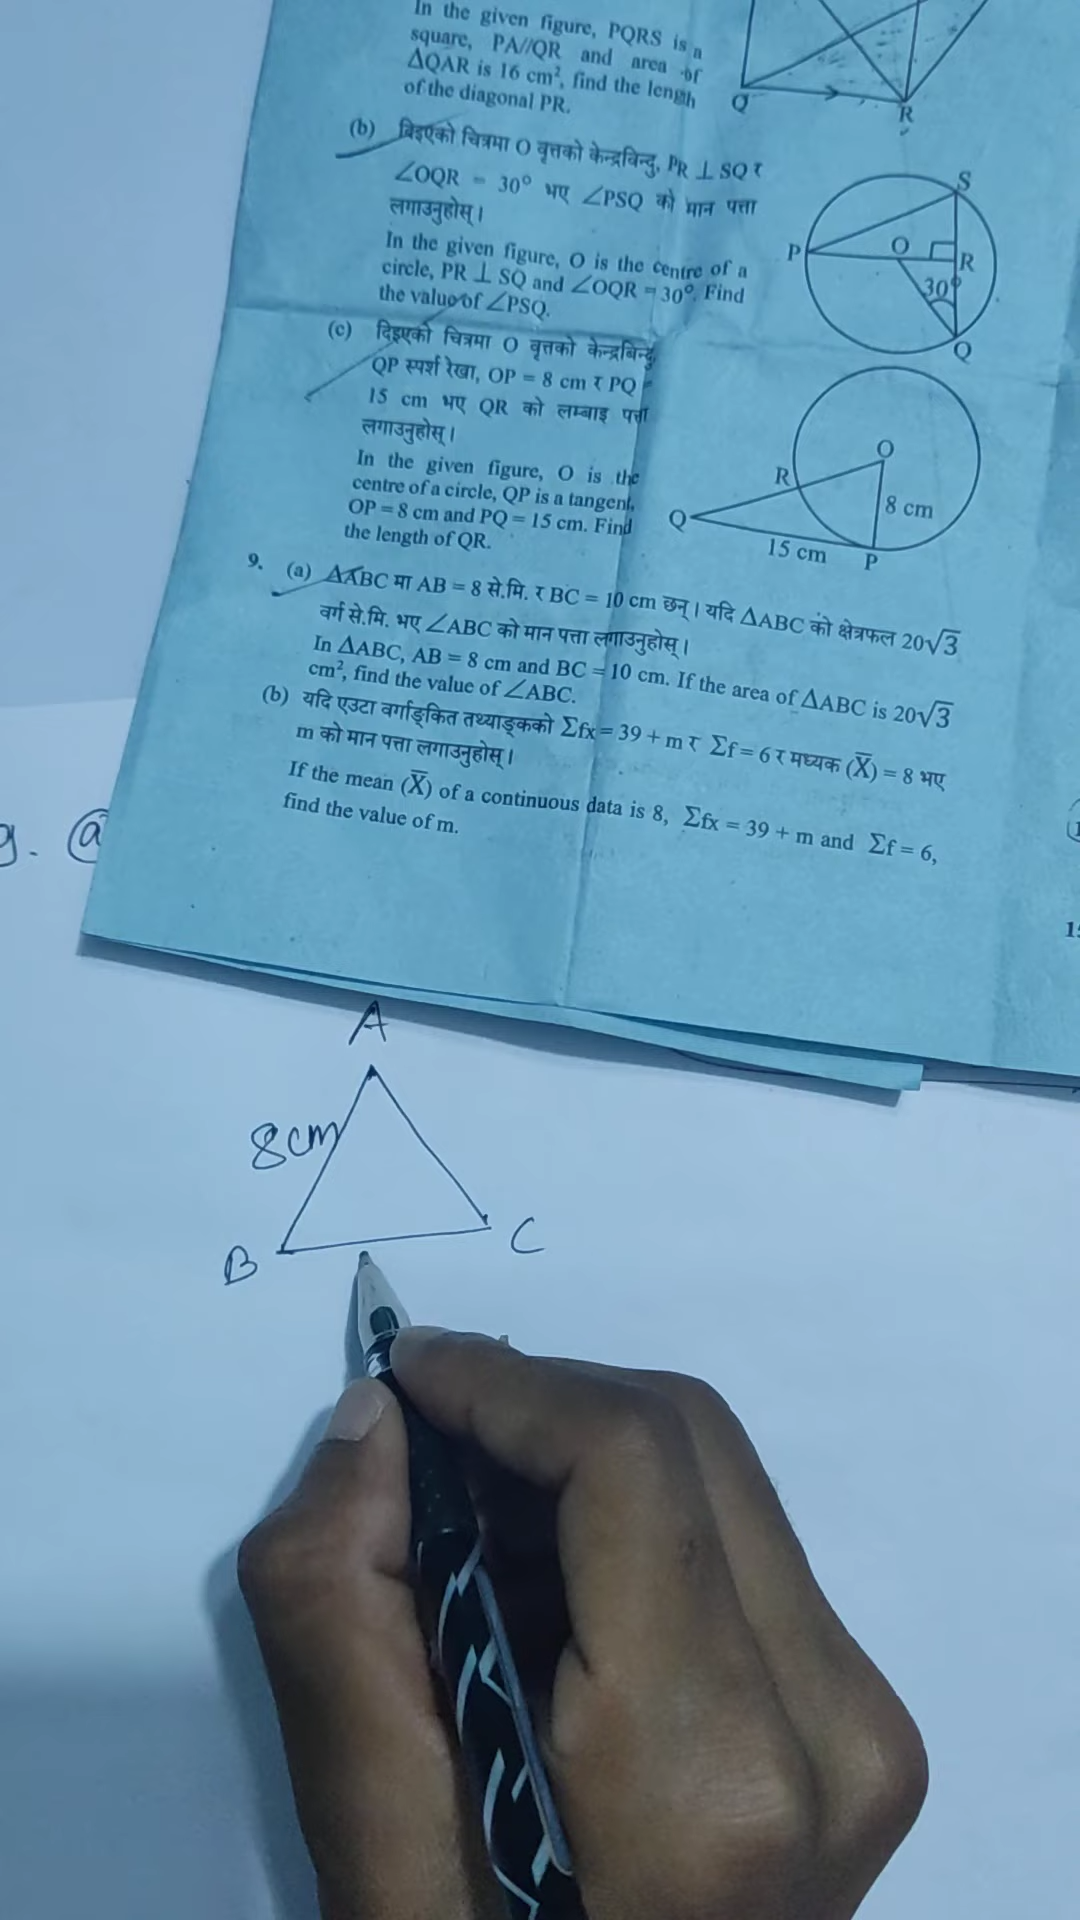 In the given figure, PQRS is a
square, PA//QR and area of
ΔQAR is 16 cm², find the length
of the diagonal PR.
Q
R
(b) दिइएको चित्रमा O वृत्तको केन्द्रविन्दु, PR ⊥ SQ र
∠OQR = 30° भए ∠PSQ को मान पत्ता
लगाउनुहोस् ।
In the given figure, O is the centre of a
circle, PR ⊥ SQ and ∠OQR = 30°. Find
the value of ∠PSQ.
S
P
O
R
30°
Q
(c) दिइएको चित्रमा O वृत्तको केन्द्रबिन्दु,
QP स्पर्श रेखा, OP = 8 cm र PQ =
15 cm भए QR को लम्बाइ पत्ता
लगाउनुहोस् ।
In the given figure, O is the
centre of a circle, QP is a tangent,
OP = 8 cm and PQ = 15 cm. Find
the length of QR.
O
R
8 cm
Q
15 cm
P
9. (a) ΔABC मा AB = 8 से.मि. र BC = 10 cm छन् । यदि ΔABC को क्षेत्रफल 20√3
वर्ग से.मि. भए ∠ABC को मान पत्ता लगाउनुहोस् ।
In ΔABC, AB = 8 cm and BC = 10 cm. If the area of ΔABC is 20√3
cm², find the value of ∠ABC.
(b) यदि एउटा वर्गाङ्कित तथ्याङ्कको Σfx = 39 + m र Σf = 6 र मध्यक (X̅) = 8 भए
m को मान पत्ता लगाउनुहोस् ।
If the mean (X̅) of a continuous data is 8, Σfx = 39 + m and Σf = 6,
find the value of m.
9. ⓐ
A
8cm
B
C